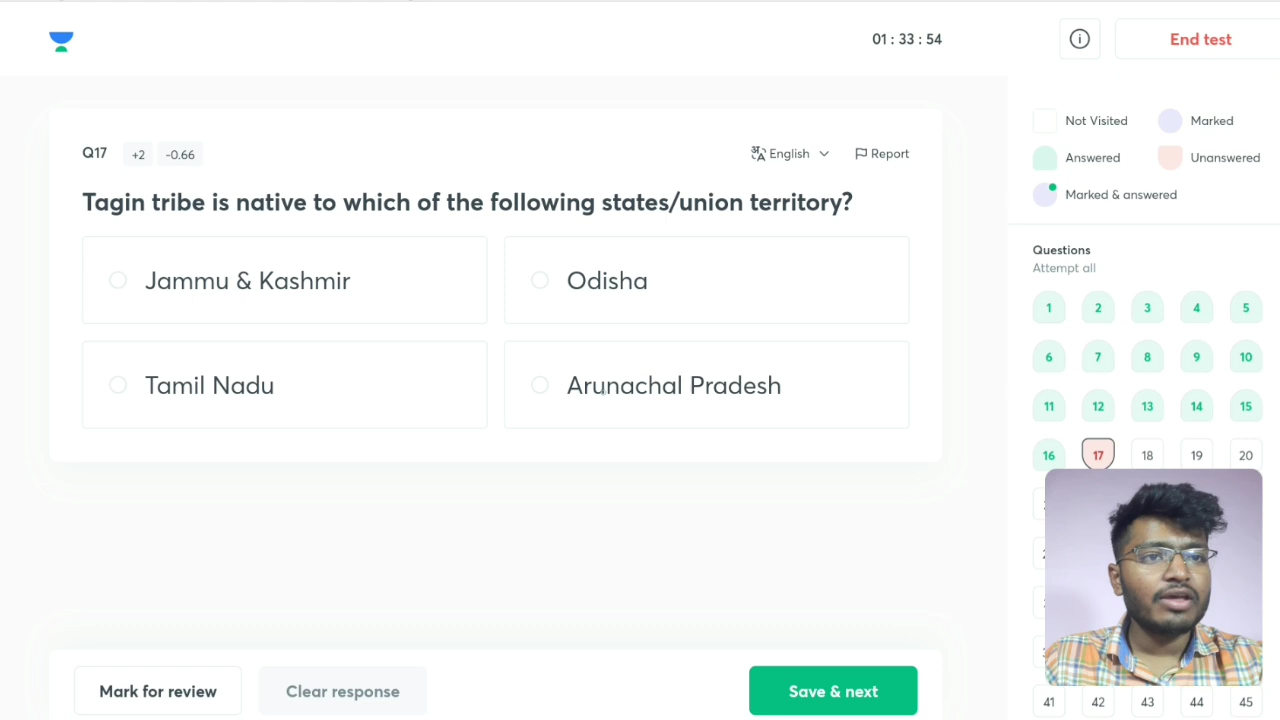 01 : 33 : 54
End test
Not Visited
Marked
Answered
Unanswered
Marked & answered
Q17 +2 -0.66
English
Report
Tagin tribe is native to which of the following states/union territory?
Jammu & Kashmir
Odisha
Tamil Nadu
Arunachal Pradesh
Questions
Attempt all
1 2 3 4 5
6 7 8 9 10
11 12 13 14 15
16 17 18 19 20
41 42 43 44 45
Mark for review
Clear response
Save & next